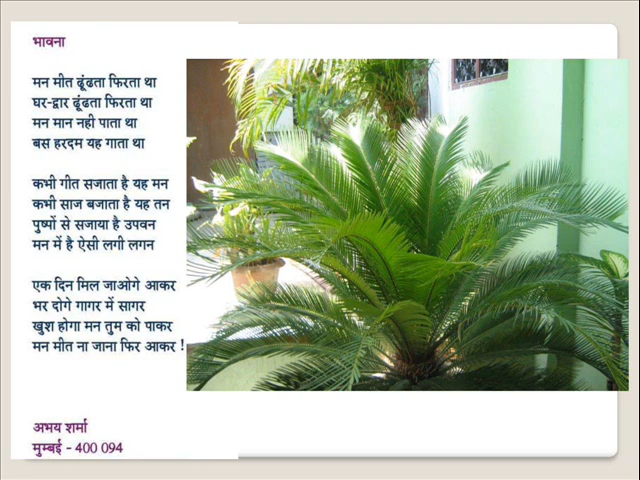 भावना
मन मीत ढूंढता फिरता था
घर-द्वार ढूंढता फिरता था
मन मान नही पाता था
बस हरदम यह गाता था
कभी गीत सजाता है यह मन
कभी साज बजाता है यह तन
पुष्पों से सजाया है उपवन
मन में है ऐसी लगी लगन
एक दिन मिल जाओगे आकर
भर दोगे गागर में सागर
खुश होगा मन तुम को पाकर
मन मीत ना जाना फिर आकर !
अभय शर्मा
मुम्बई - 400 094